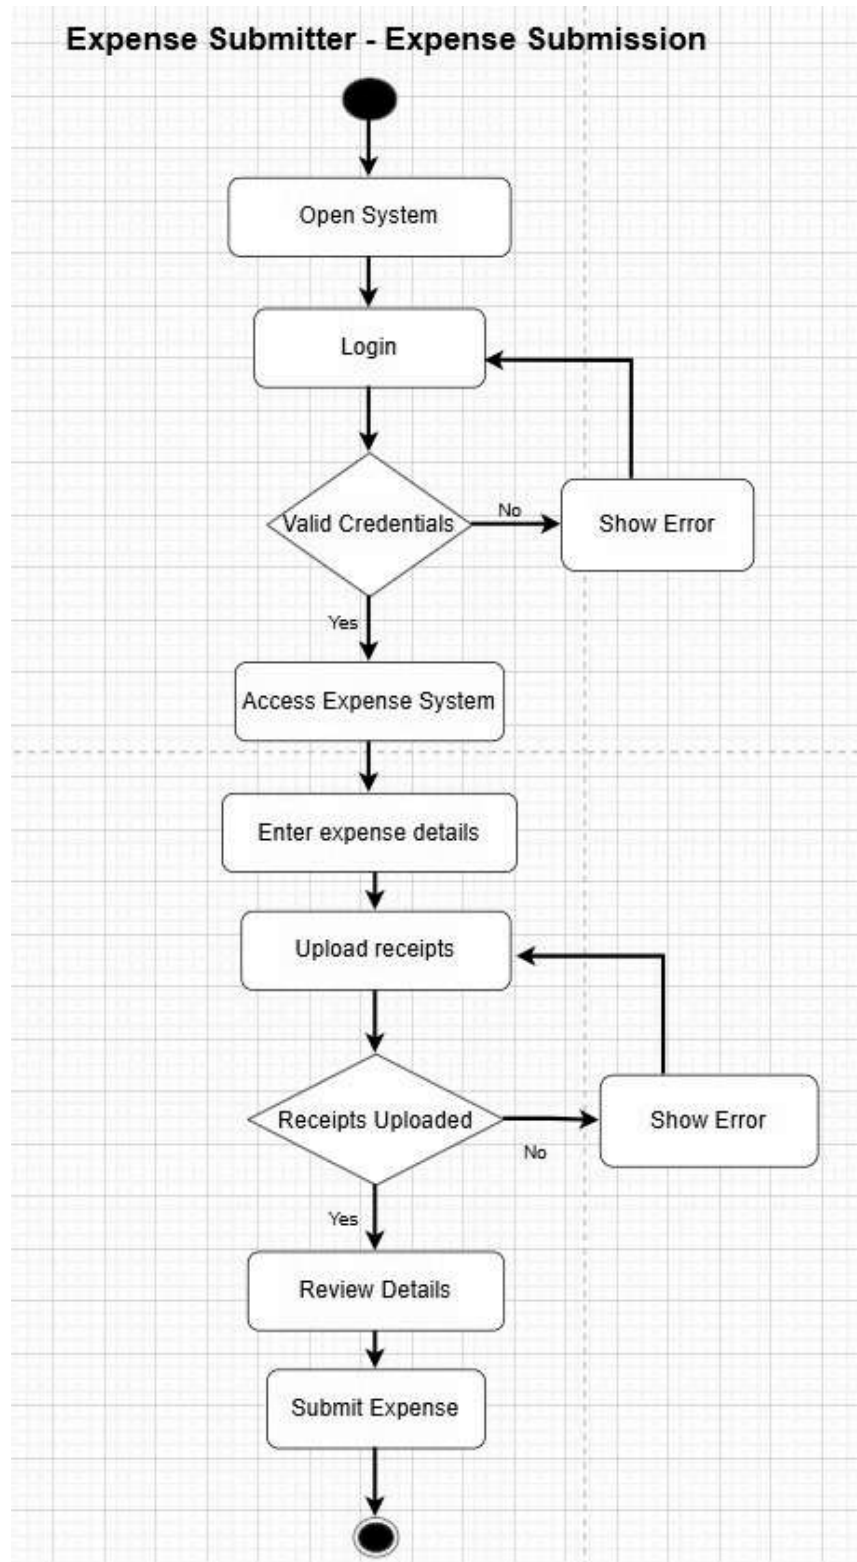 Expense Submitter - Expense Submission
Open System
Login
Valid Credentials
No
Show Error
Yes
Access Expense System
Enter expense details
Upload receipts
Receipts Uploaded
No
Show Error
Yes
Review Details
Submit Expense